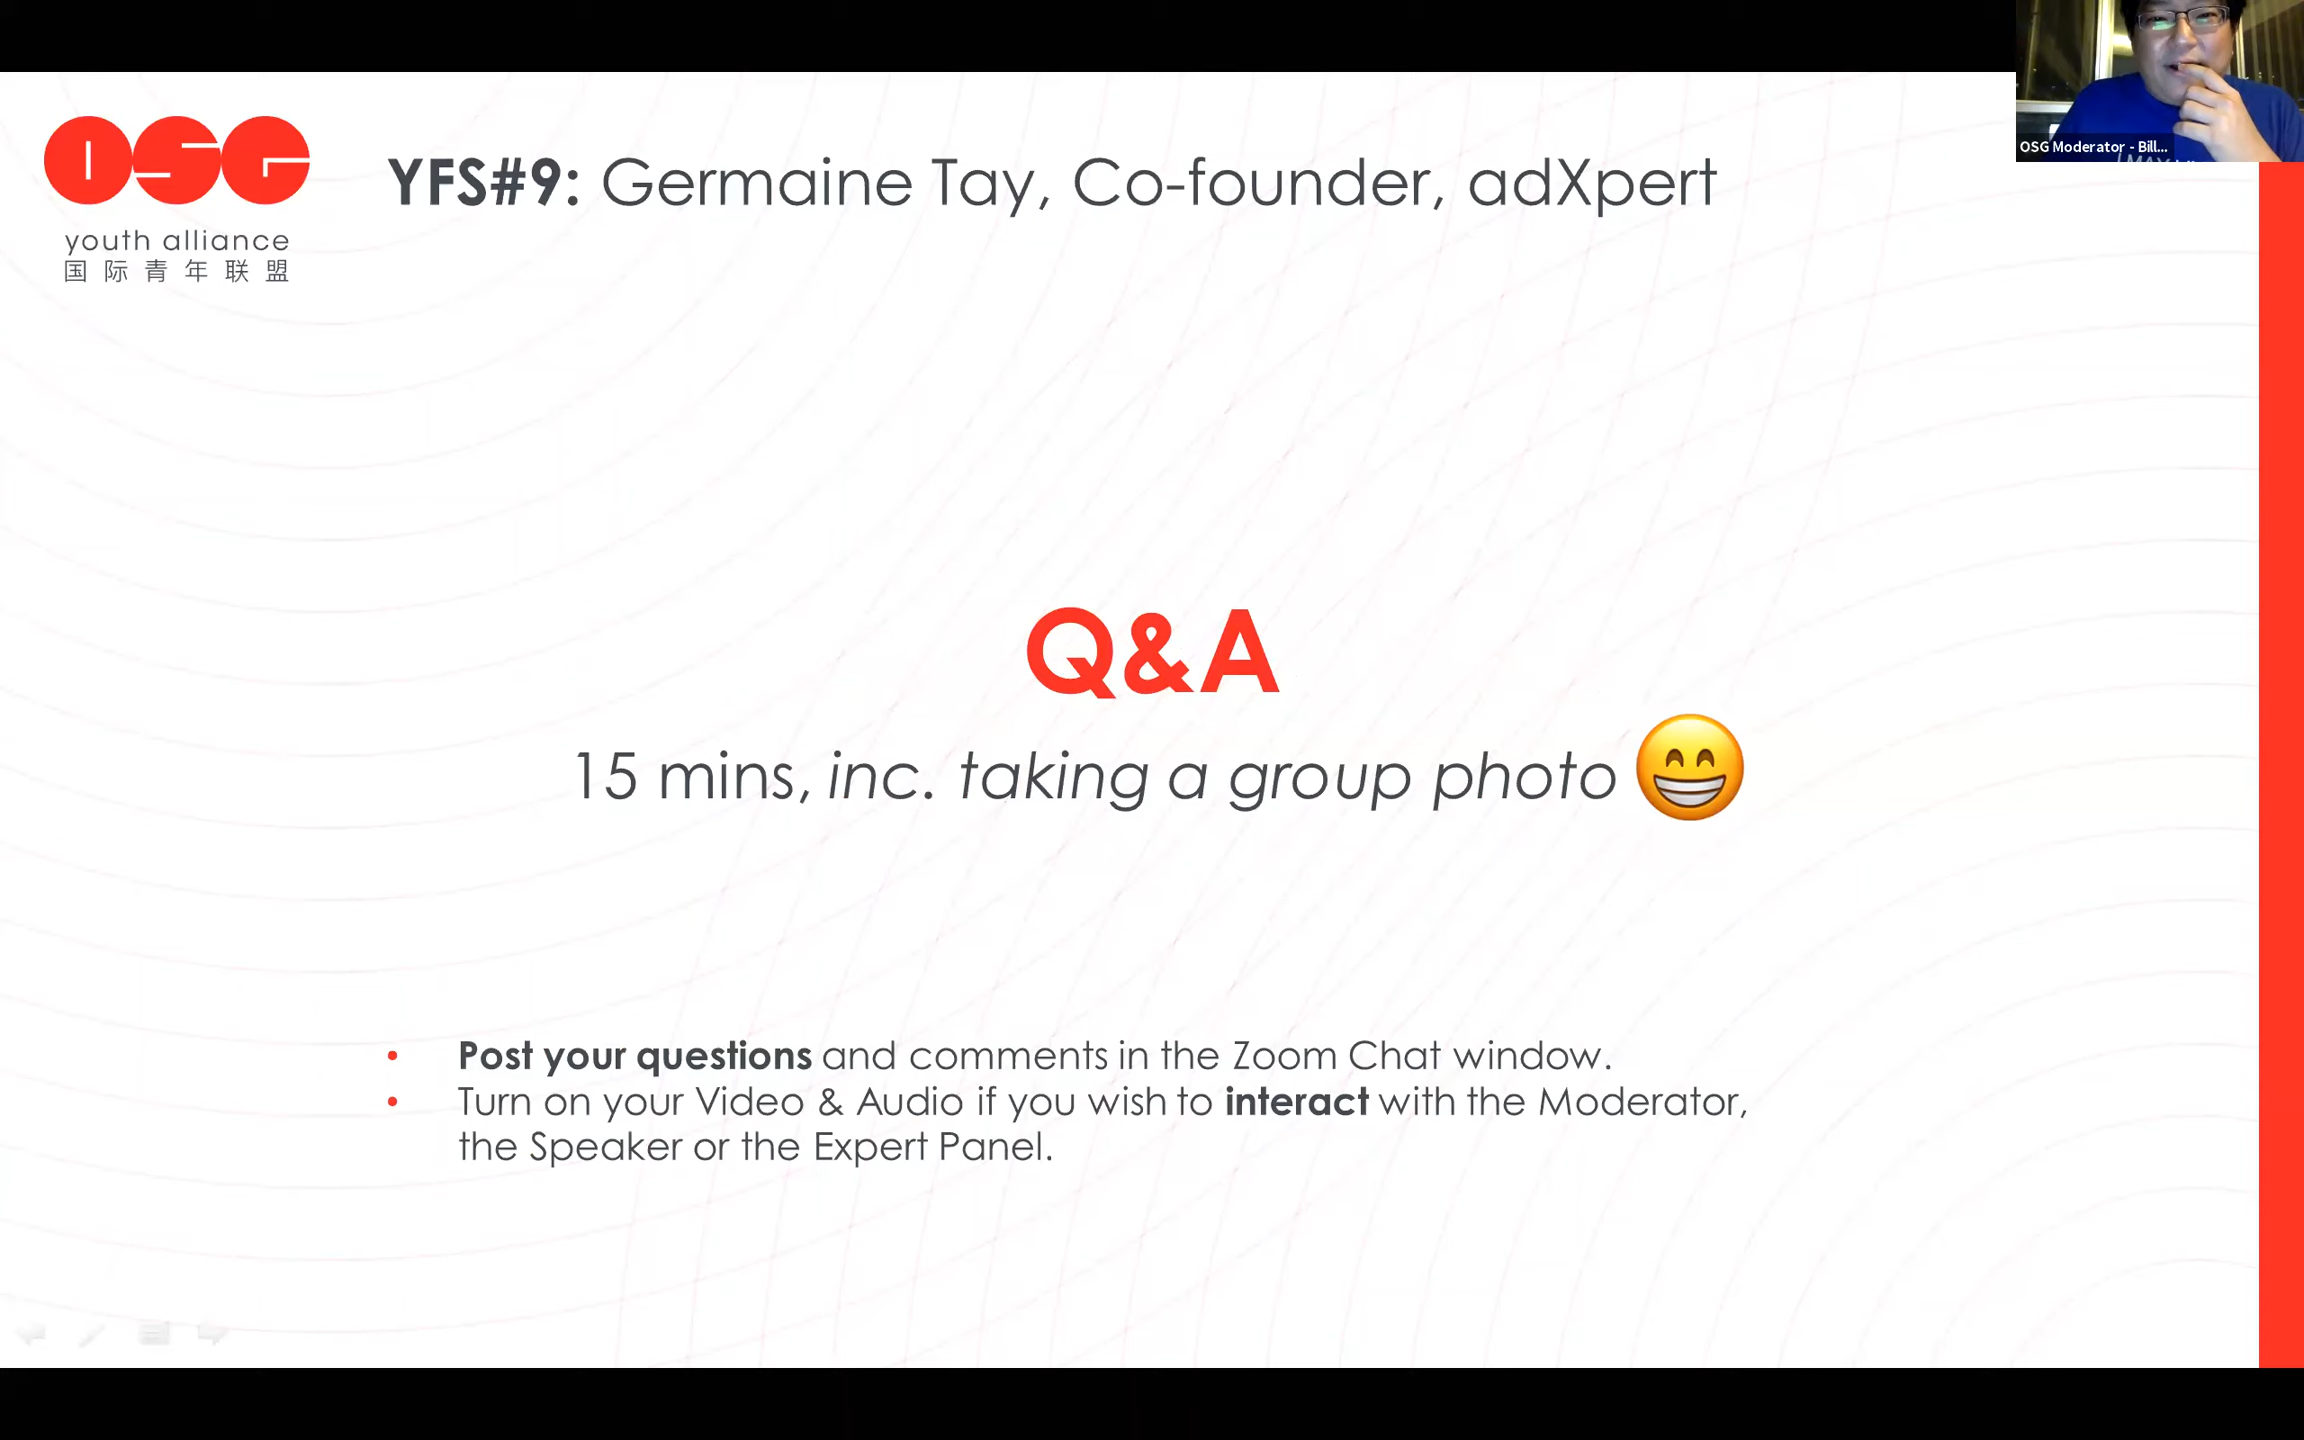 OSG
youth alliance
国际青年联盟
YFS#9: Germaine Tay, Co-founder, adXpert
OSG Moderator - Bill...
Q&A
15 mins, inc. taking a group photo 😁
• Post your questions and comments in the Zoom Chat window.
• Turn on your Video & Audio if you wish to interact with the Moderator,
the Speaker or the Expert Panel.